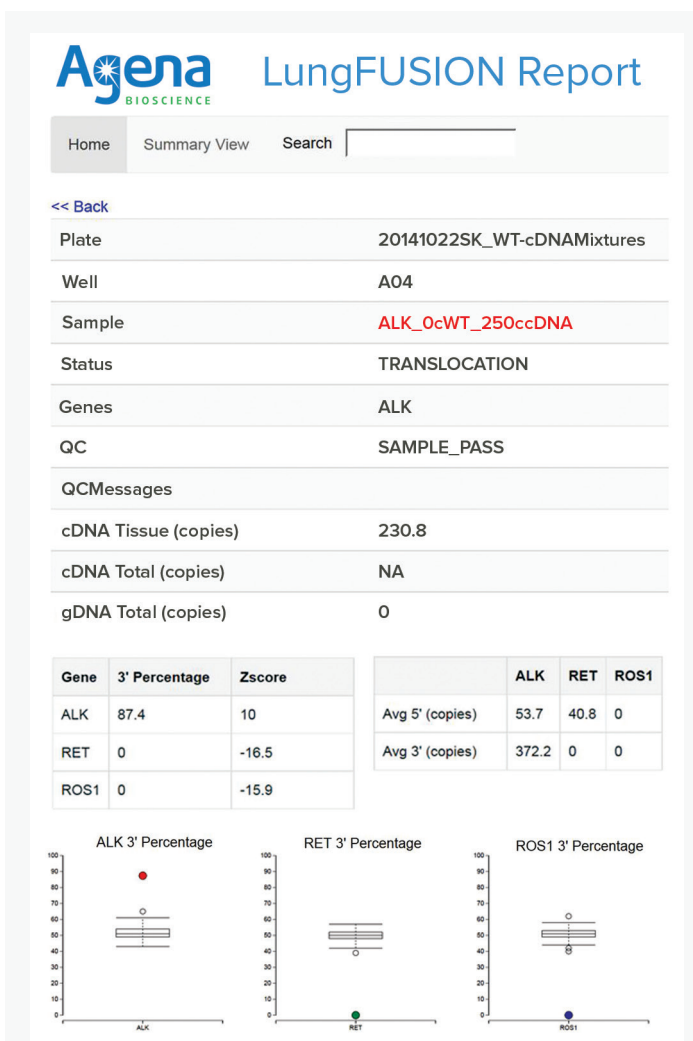 Agena
BIOSCIENCE
LungFUSION Report
Home Summary View Search
<< Back
Plate 20141022SK_WT-cDNAMixtures
Well A04
Sample ALK_0cWT_250ccDNA
Status TRANSLOCATION
Genes ALK
QC SAMPLE_PASS
QCMessages
cDNA Tissue (copies) 230.8
cDNA Total (copies) NA
gDNA Total (copies) 0
Gene 3' Percentage Zscore
ALK 87.4 10
RET 0 -16.5
ROS1 0 -15.9
ALK RET ROS1
Avg 5' (copies) 53.7 40.8 0
Avg 3' (copies) 372.2 0 0
ALK 3' Percentage
100
90
80
70
60
50
40
30
20
10
0
ALK
RET 3' Percentage
100
90
80
70
60
50
40
30
20
10
0
RET
ROS1 3' Percentage
100
90
80
70
60
50
40
30
20
10
0
ROS1